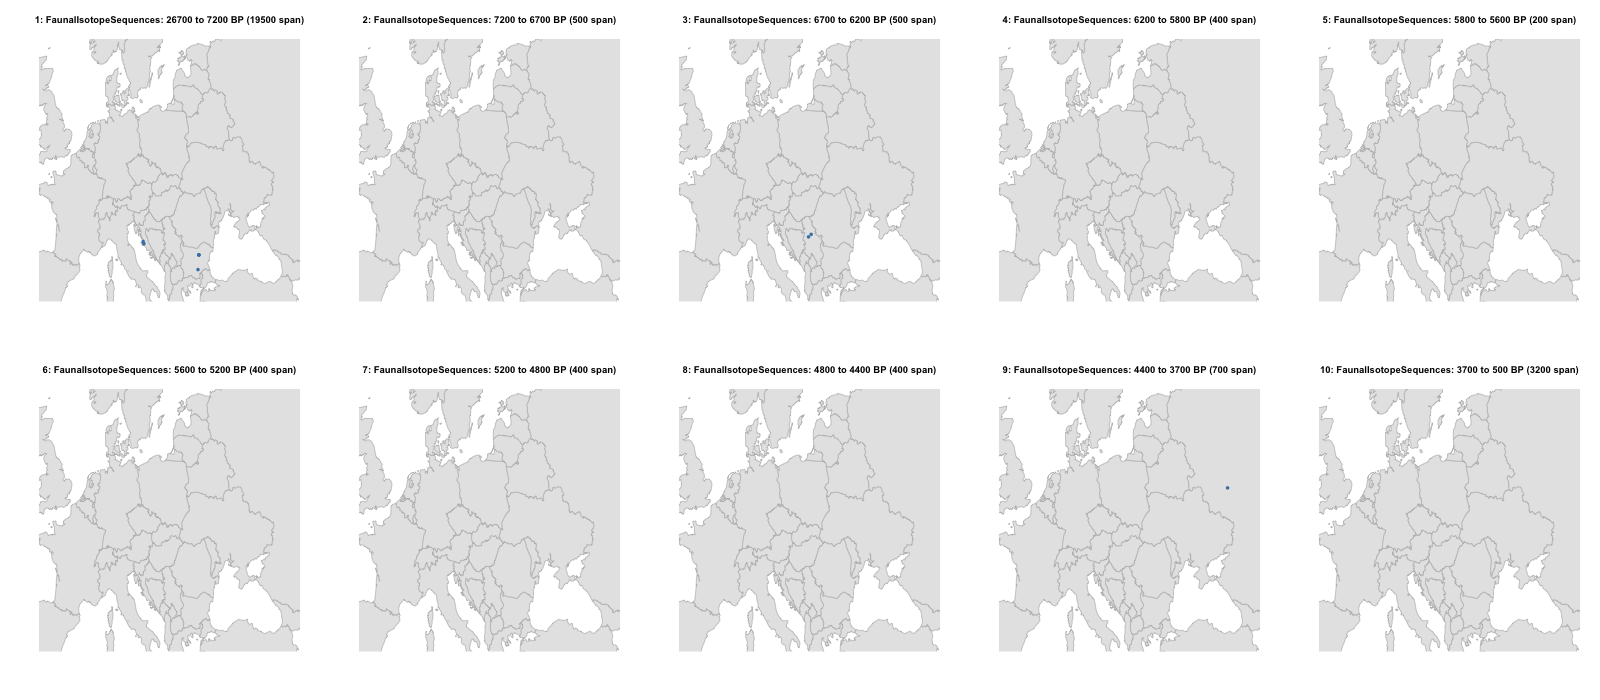 1: FaunalIsotopeSequences: 26700 to 7200 BP (19500 span)
2: FaunalIsotopeSequences: 7200 to 6700 BP (500 span)
3: FaunalIsotopeSequences: 6700 to 6200 BP (500 span)
4: FaunalIsotopeSequences: 6200 to 5800 BP (400 span)
5: FaunalIsotopeSequences: 5800 to 5600 BP (200 span)
6: FaunalIsotopeSequences: 5600 to 5200 BP (400 span)
7: FaunalIsotopeSequences: 5200 to 4800 BP (400 span)
8: FaunalIsotopeSequences: 4800 to 4400 BP (400 span)
9: FaunalIsotopeSequences: 4400 to 3700 BP (700 span)
10: FaunalIsotopeSequences: 3700 to 500 BP (3200 span)